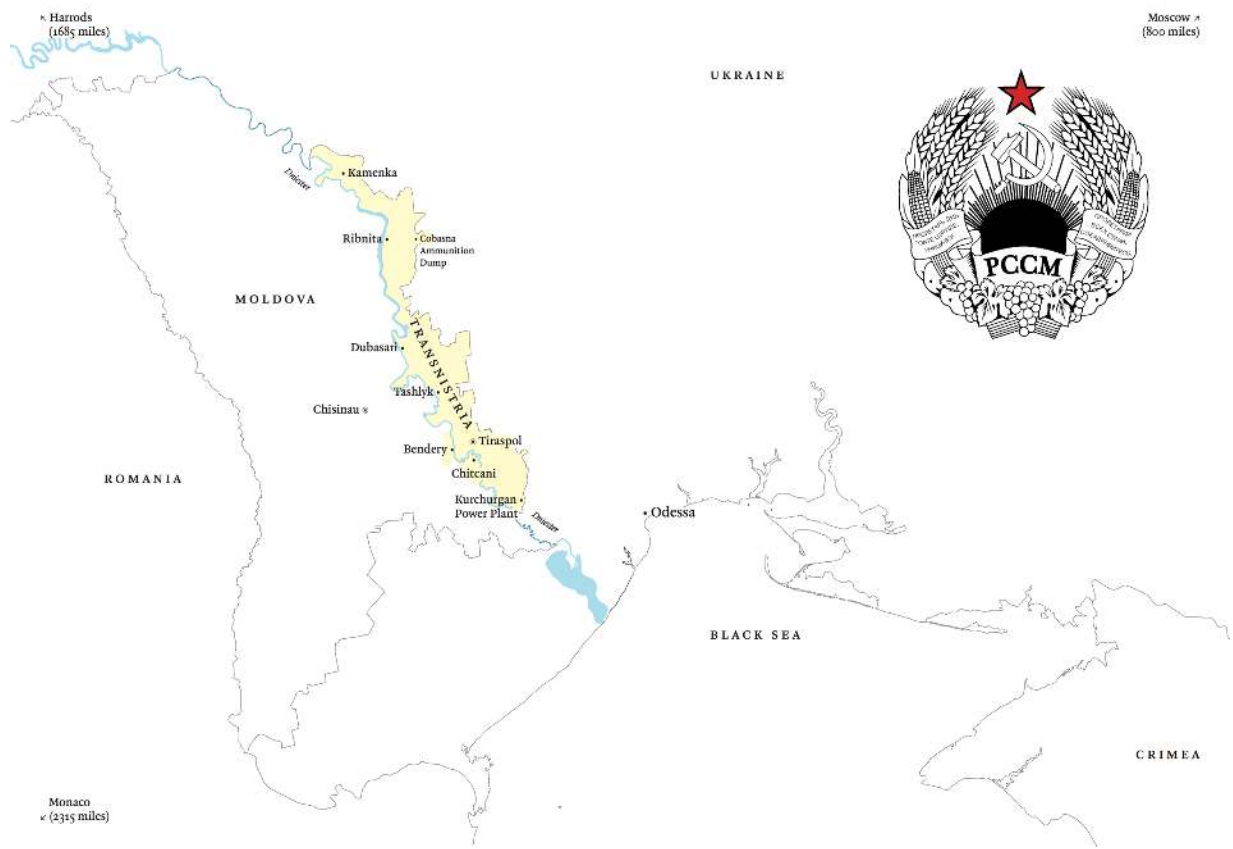 Harrods
(1685 miles)
Moscow
(800 miles)
UKRAINE
Dniester
Kamenka
Ribnita
Cobasna
Ammunition
Dump
MOLDOVA
TRANSNISTRIA
Dubasari
Tashlyk
Chisinau
Tiraspol
Bendery
Chitcani
ROMANIA
Kurchurgan
Power Plant
Dniester
Odessa
BLACK SEA
CRIMEA
Monaco
(2315 miles)
РССМ